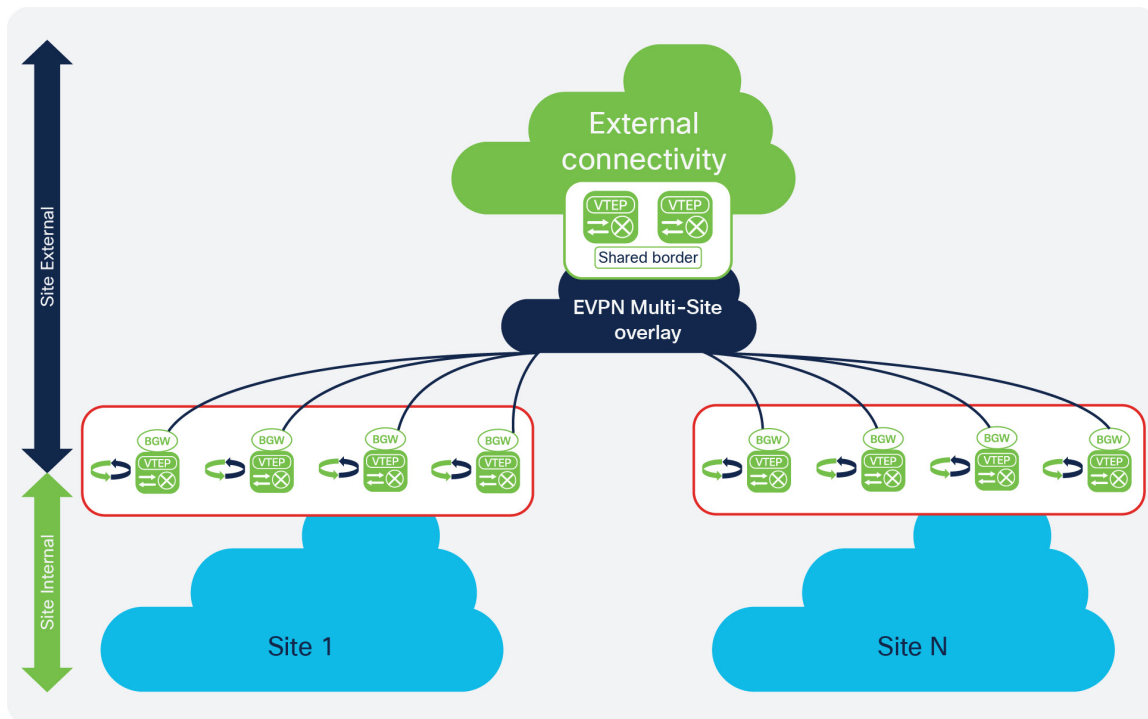 External
connectivity
VTEP VTEP
Shared border
EVPN Multi-Site
overlay
Site External
BGW BGW BGW BGW BGW BGW BGW BGW
VTEP VTEP VTEP VTEP VTEP VTEP VTEP VTEP
Site Internal
Site 1 Site N